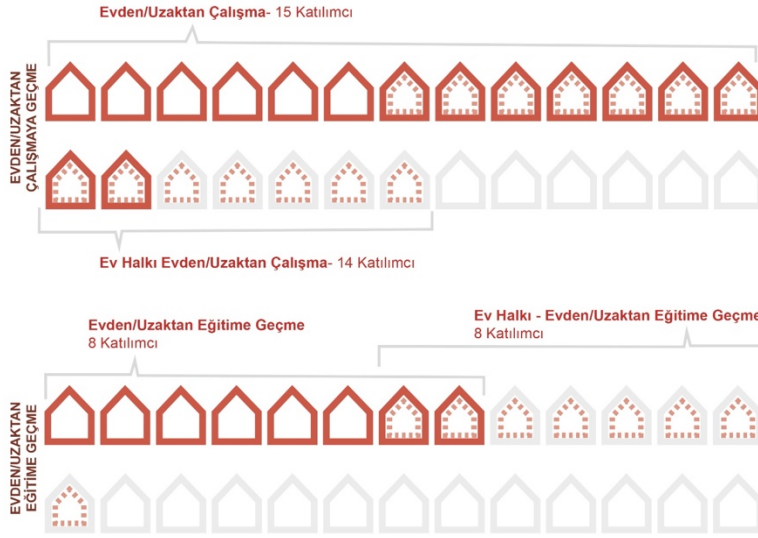 Evden/Uzaktan Çalışma- 15 Katılımcı
EVDEN/UZAKTAN
ÇALIŞMAYA GEÇME
Ev Halkı Evden/Uzaktan Çalışma- 14 Katılımcı
Evden/Uzaktan Eğitime Geçme
8 Katılımcı
Ev Halkı - Evden/Uzaktan Eğitime Geçme
8 Katılımcı
EVDEN/UZAKTAN
EĞİTİME GEÇME